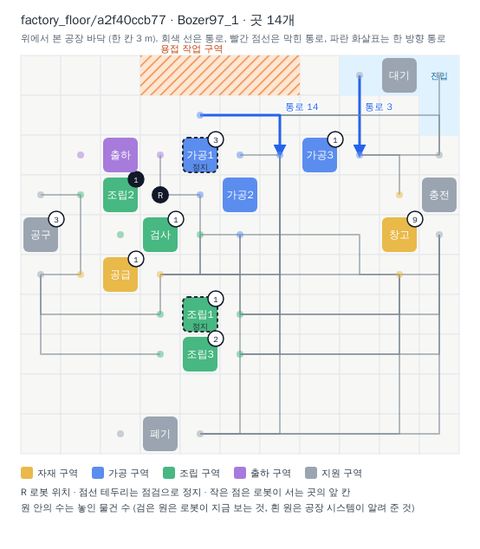 factory_floor/a2f40ccb77 · Bozer97_1 · 곳 14개
위에서 본 공장 바닥 (한 칸 3 m). 회색 선은 통로, 빨간 점선은 막힌 통로, 파란 화살표는 한 방향 통로
용접 작업 구역
대기
진입
통로 14
통로 3
출하
가공1
3
정지
가공3
1
조립2
1
R
가공2
충전
공구
3
검사
1
창고
9
공급
1
조립1
1
정지
조립3
2
폐기
자재 구역
가공 구역
조립 구역
출하 구역
지원 구역
R 로봇 위치 · 점선 테두리는 점검으로 정지 · 작은 점은 로봇이 서는 곳의 앞 칸
원 안의 수는 놓인 물건 수 (검은 원은 로봇이 지금 보는 것, 흰 원은 공장 시스템이 알려 준 것)